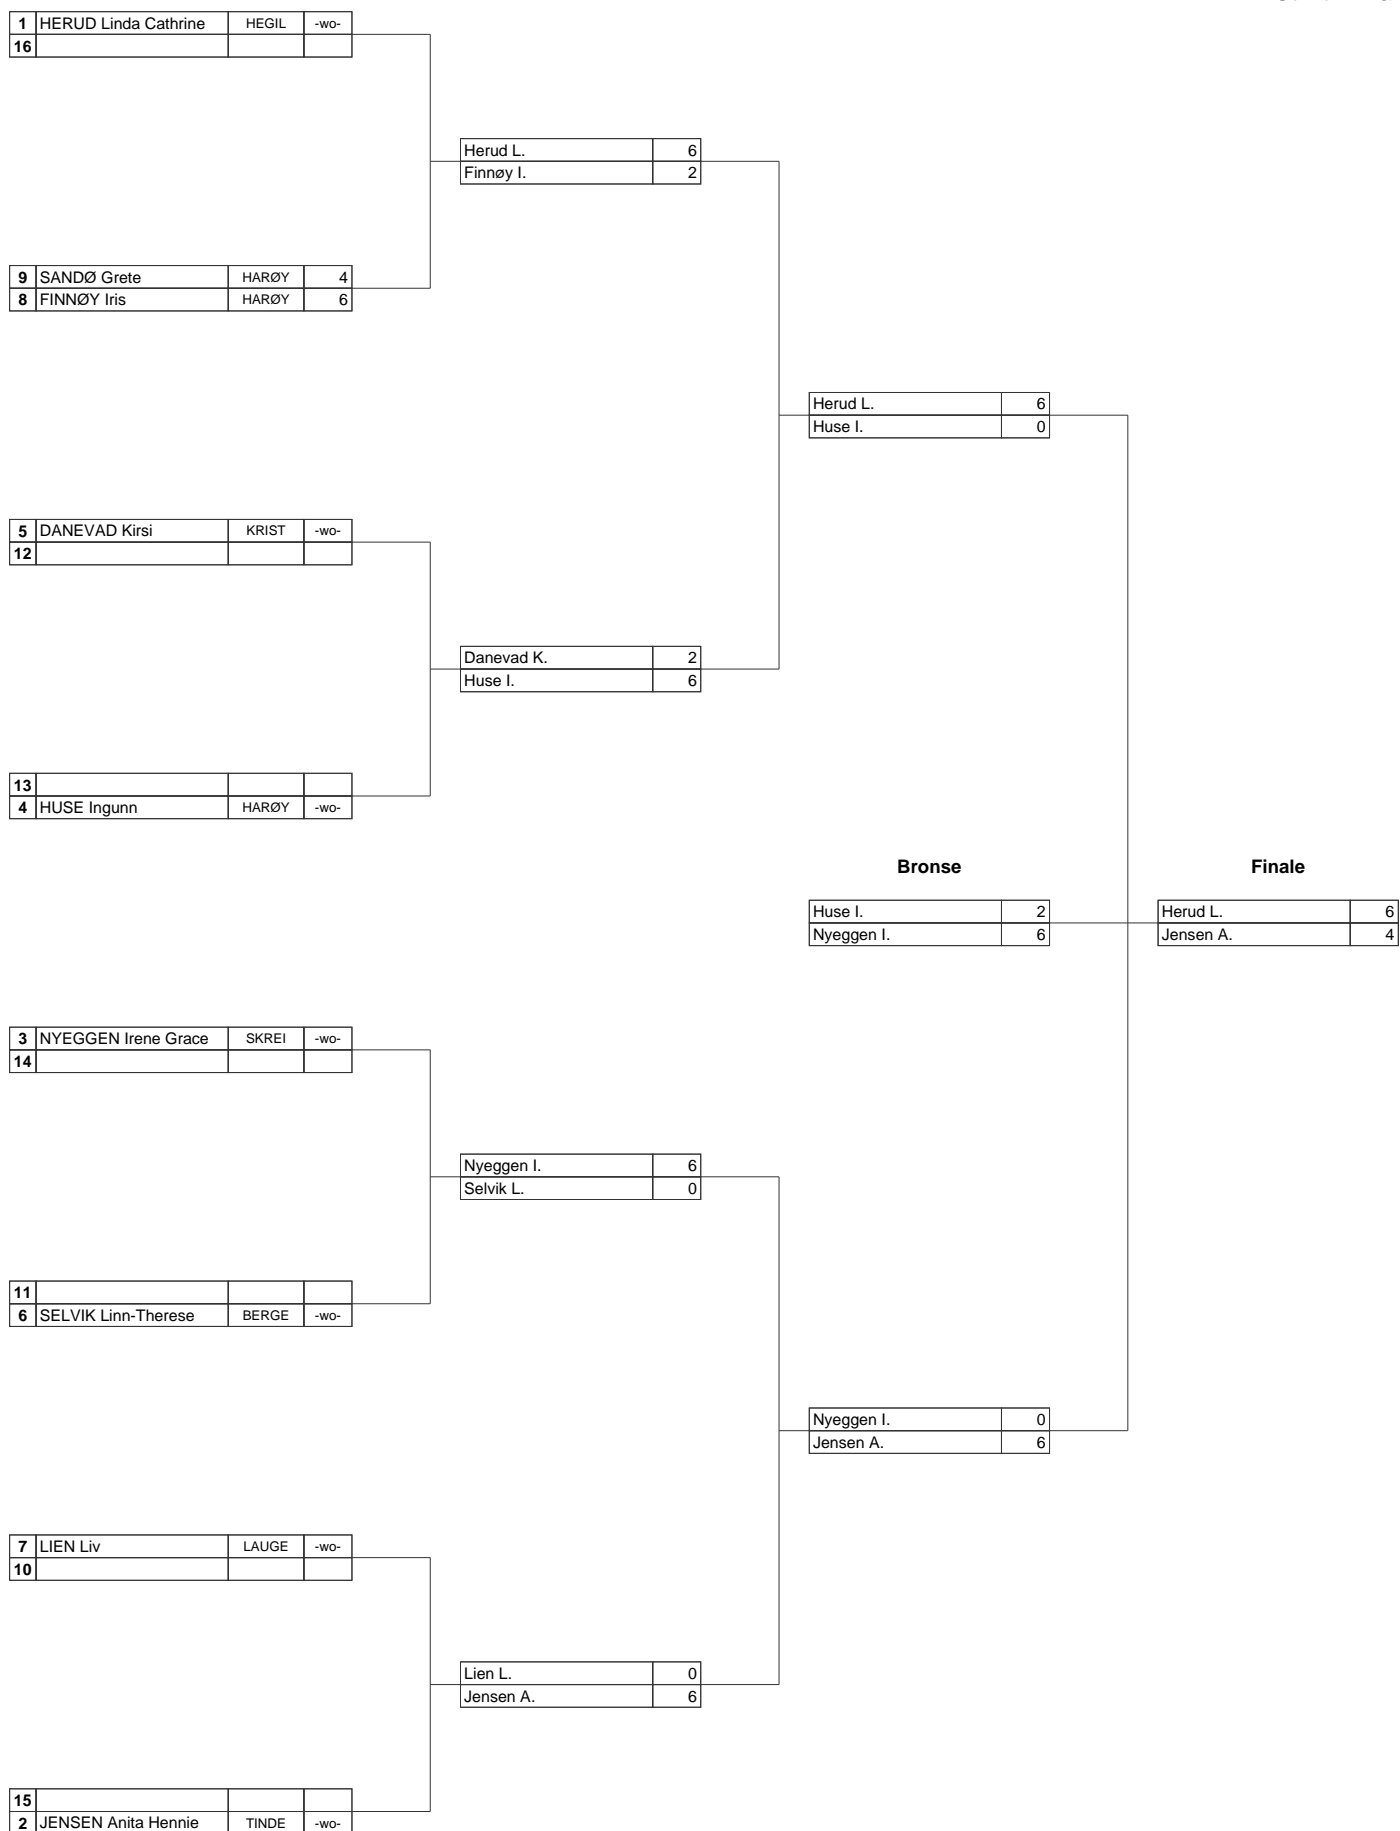 1 HERUD Linda Cathrine HEGIL -wo-
16
Herud L. 6
Finnøy I. 2
9 SANDØ Grete HARØY 4
8 FINNØY Iris HARØY 6
Herud L. 6
Huse I. 0
5 DANEVAD Kirsi KRIST -wo-
12
Danevad K. 2
Huse I. 6
13
4 HUSE Ingunn HARØY -wo-
Bronse Finale
Huse I. 2 Herud L. 6
Nyeggen I. 6 Jensen A. 4
3 NYEGGEN Irene Grace SKREI -wo-
14
Nyeggen I. 6
Selvik L. 0
11
6 SELVIK Linn-Therese BERGE -wo-
Nyeggen I. 0
Jensen A. 6
7 LIEN Liv LAUGE -wo-
10
Lien L. 0
Jensen A. 6
15
2 JENSEN Anita Hennie TINDE -wo-